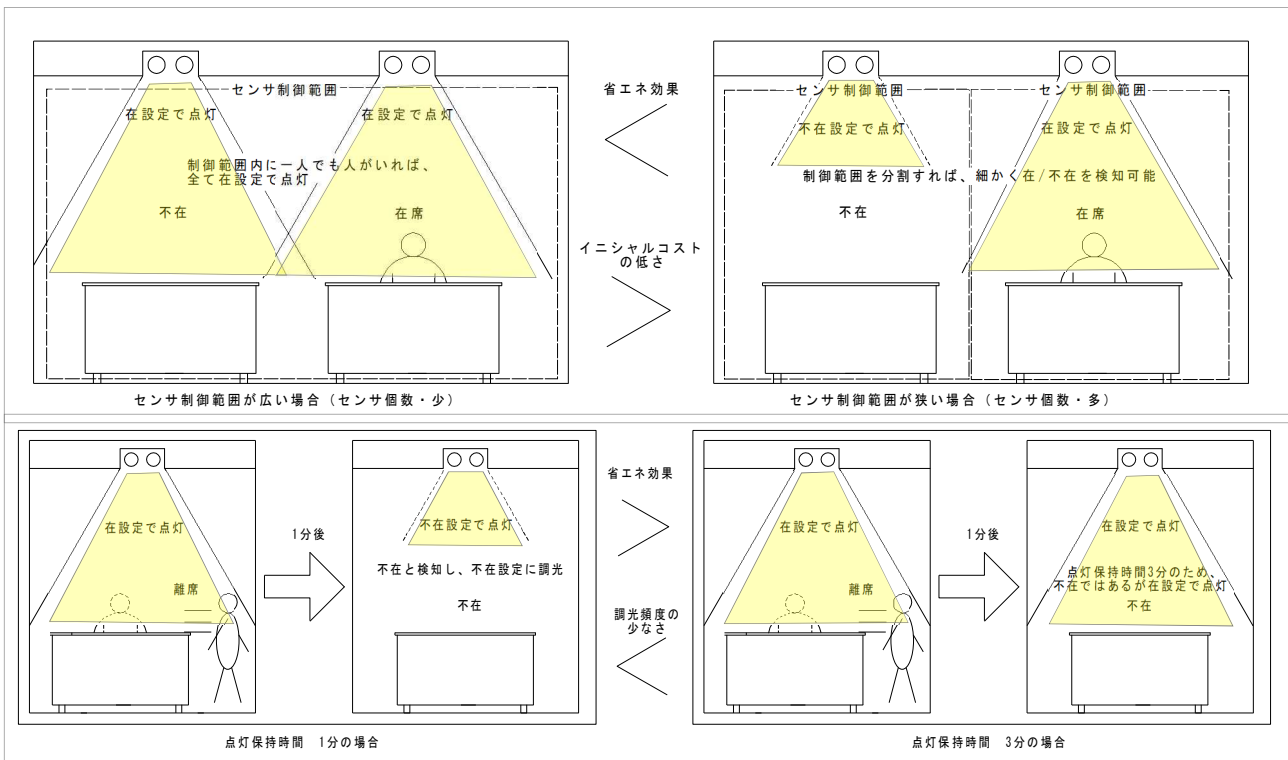 センサ制御範囲
在設定で点灯
在設定で点灯
制御範囲内に一人でも人がいれば、
全て在設定で点灯
不在
在席
センサ制御範囲が広い場合（センサ個数・少）
省エネ効果
イニシャルコスト
の低さ
センサ制御範囲
センサ制御範囲
不在設定で点灯
在設定で点灯
制御範囲を分割すれば、細かく在/不在を検知可能
不在
在席
センサ制御範囲が狭い場合（センサ個数・多）
在設定で点灯
離席
1分後
不在設定で点灯
不在と検知し、不在設定に調光
不在
点灯保持時間　1分の場合
省エネ効果
調光頻度の
少なさ
在設定で点灯
離席
1分後
在設定で点灯
点灯保持時間3分のため、
不在ではあるが在設定で点灯
不在
点灯保持時間　3分の場合